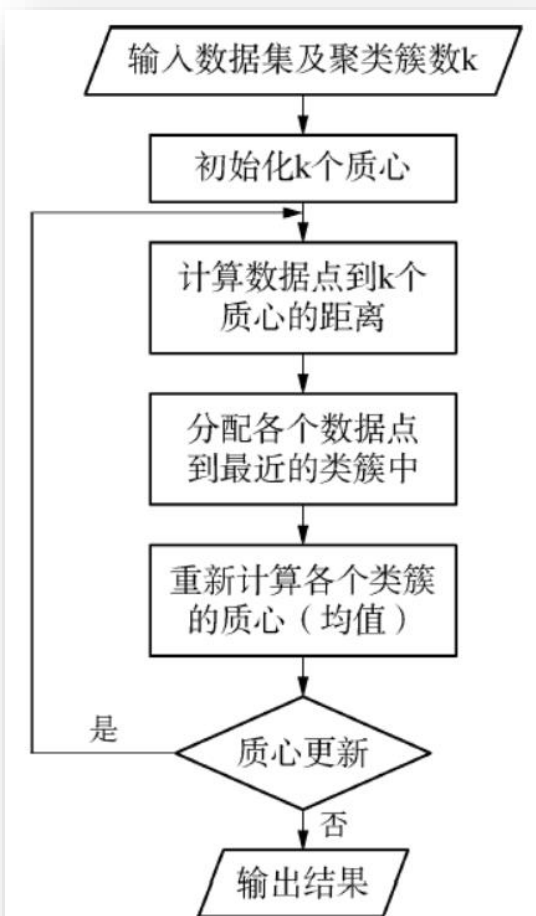 输入数据集及聚类簇数k
初始化k个质心
计算数据点到k个
质心的距离
分配各个数据点
到最近的类簇中
重新计算各个类簇
的质心（均值）
是
质心更新
否
输出结果